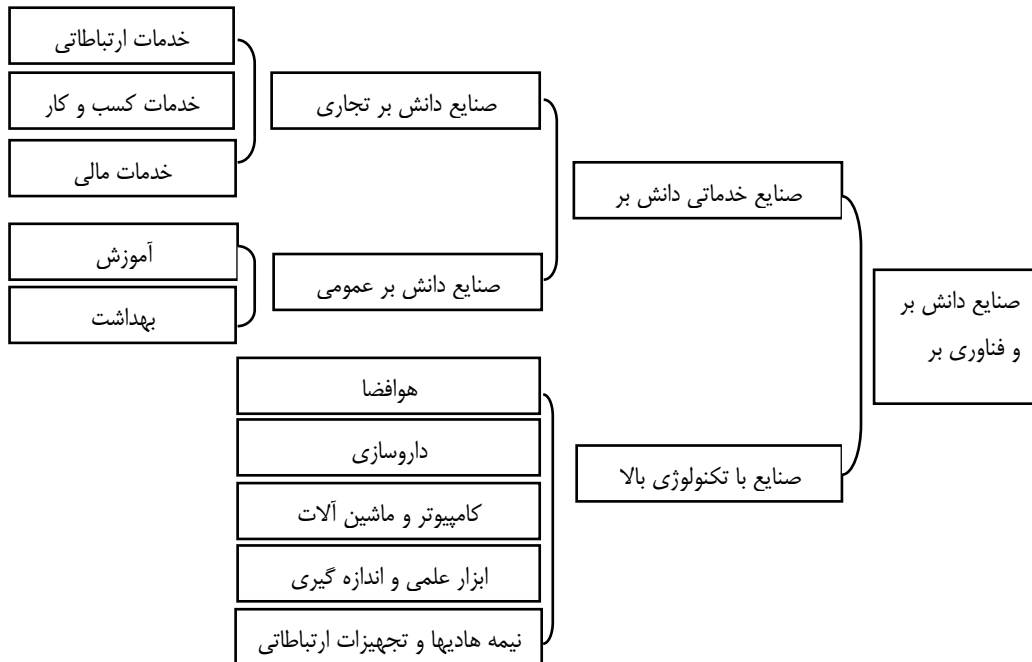 خدمات ارتباطاتی
صنایع دانش بر تجاری
خدمات کسب و کار
خدمات مالی
صنایع خدماتی دانش بر
آموزش
صنایع دانش بر عمومی
بهداشت
صنایع دانش بر
و فناوری بر
هوافضا
داروسازی
صنایع با تکنولوژی بالا
کامپیوتر و ماشین آلات
ابزار علمی و اندازه گیری
نیمه هادیها و تجهیزات ارتباطاتی